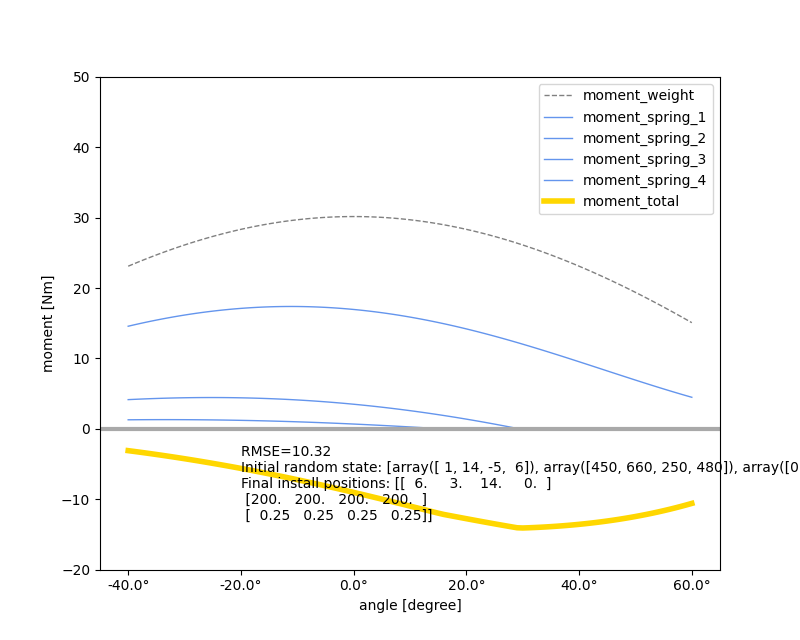 50
40
30
20
10
0
−10
−20
moment [Nm]
moment_weight
moment_spring_1
moment_spring_2
moment_spring_3
moment_spring_4
moment_total
RMSE=10.32
Initial random state: [array([ 1, 14, -5,  6]), array([450, 660, 250, 480]), array([0
Final install positions: [[  6.     3.   14.     0.  ]
 [200.   200.   200.   200.  ]
 [  0.25   0.25   0.25   0.25]]
-40.0° -20.0° 0.0° 20.0° 40.0° 60.0°
angle [degree]